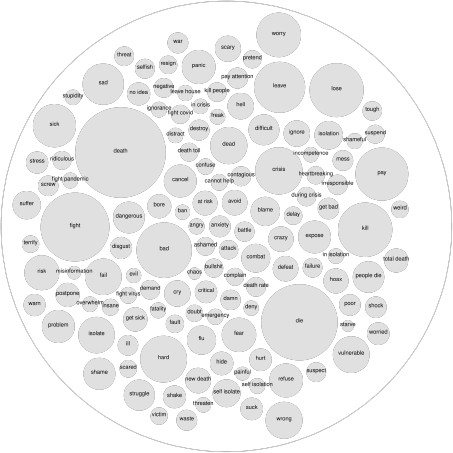 worry
war
scary
threat
pretend
resign
selfish
panic
pay attention
sad
negative
leave
lose
no idea
leave house
kill people
stupidity
in crisis
hell
ignorance
fight covid
tough
freak
sick
distract
destroy
difficult
ignore
isolation
suspend
shameful
death
death toll
dead
incompetence
stress
ridiculous
confuse
mess
crisis
contagious
heartbreaking
pay
screw
fight pandemic
cancel
cannot help
irresponsible
during crisis
suffer
bore
at risk
avoid
ban
blame
get bad
weird
dangerous
delay
fight
angry
anxiety
kill
battle
expose
crazy
terrify
disgust
ashamed
attack
bad
combat
in isolation
total death
bullshit
defeat
failure
risk
misinformation
fail
evil
chaos
complain
people die
hoax
death rate
demand
postpone
fight virus
cry
critical
damn
warn
overwhelm
insane
poor
shock
fatality
deny
doubt
emergency
get sick
die
problem
fault
starve
isolate
fear
worried
flu
ill
vulnerable
hard
hide
hurt
scared
shame
painful
suspect
new death
refuse
self isolation
struggle
shake
self isolate
threaten
suck
victim
waste
wrong